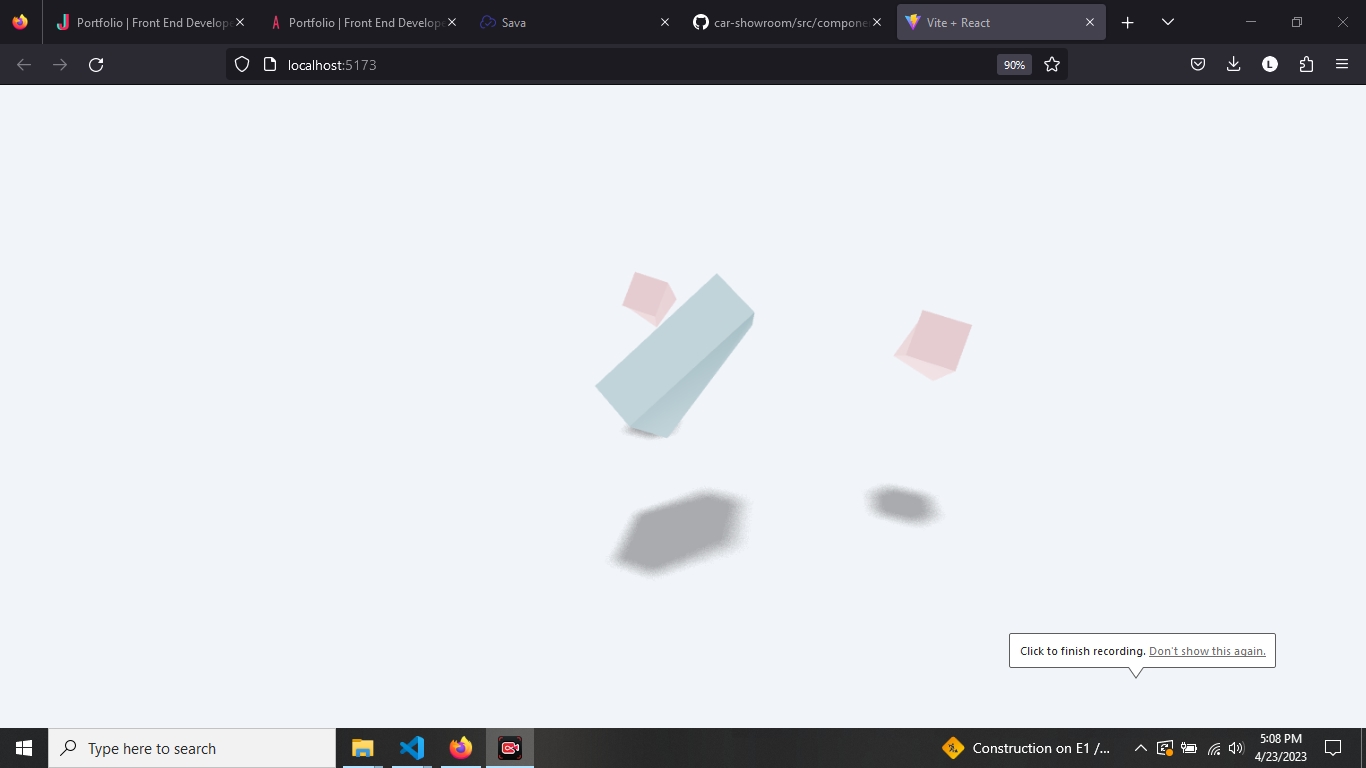 Portfolio | Front End Develope
Portfolio | Front End Develope
Sava
car-showroom/src/compone
Vite + React
localhost:5173
90%
L
Click to finish recording. Don't show this again.
Type here to search
Construction on E1 /...
5:08 PM
4/23/2023